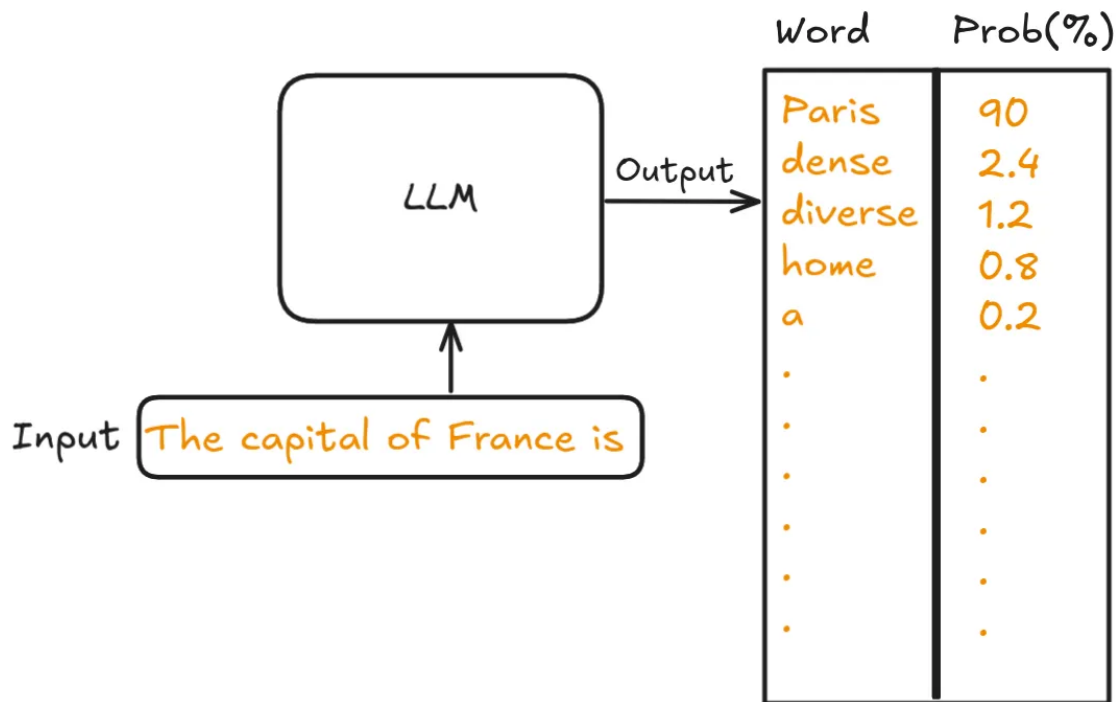 Word Prob(%)
Paris 90
dense 2.4
diverse 1.2
home 0.8
a 0.2
. .
. .
. .
. .
. .
. .
LLM
Output
Input The capital of France is